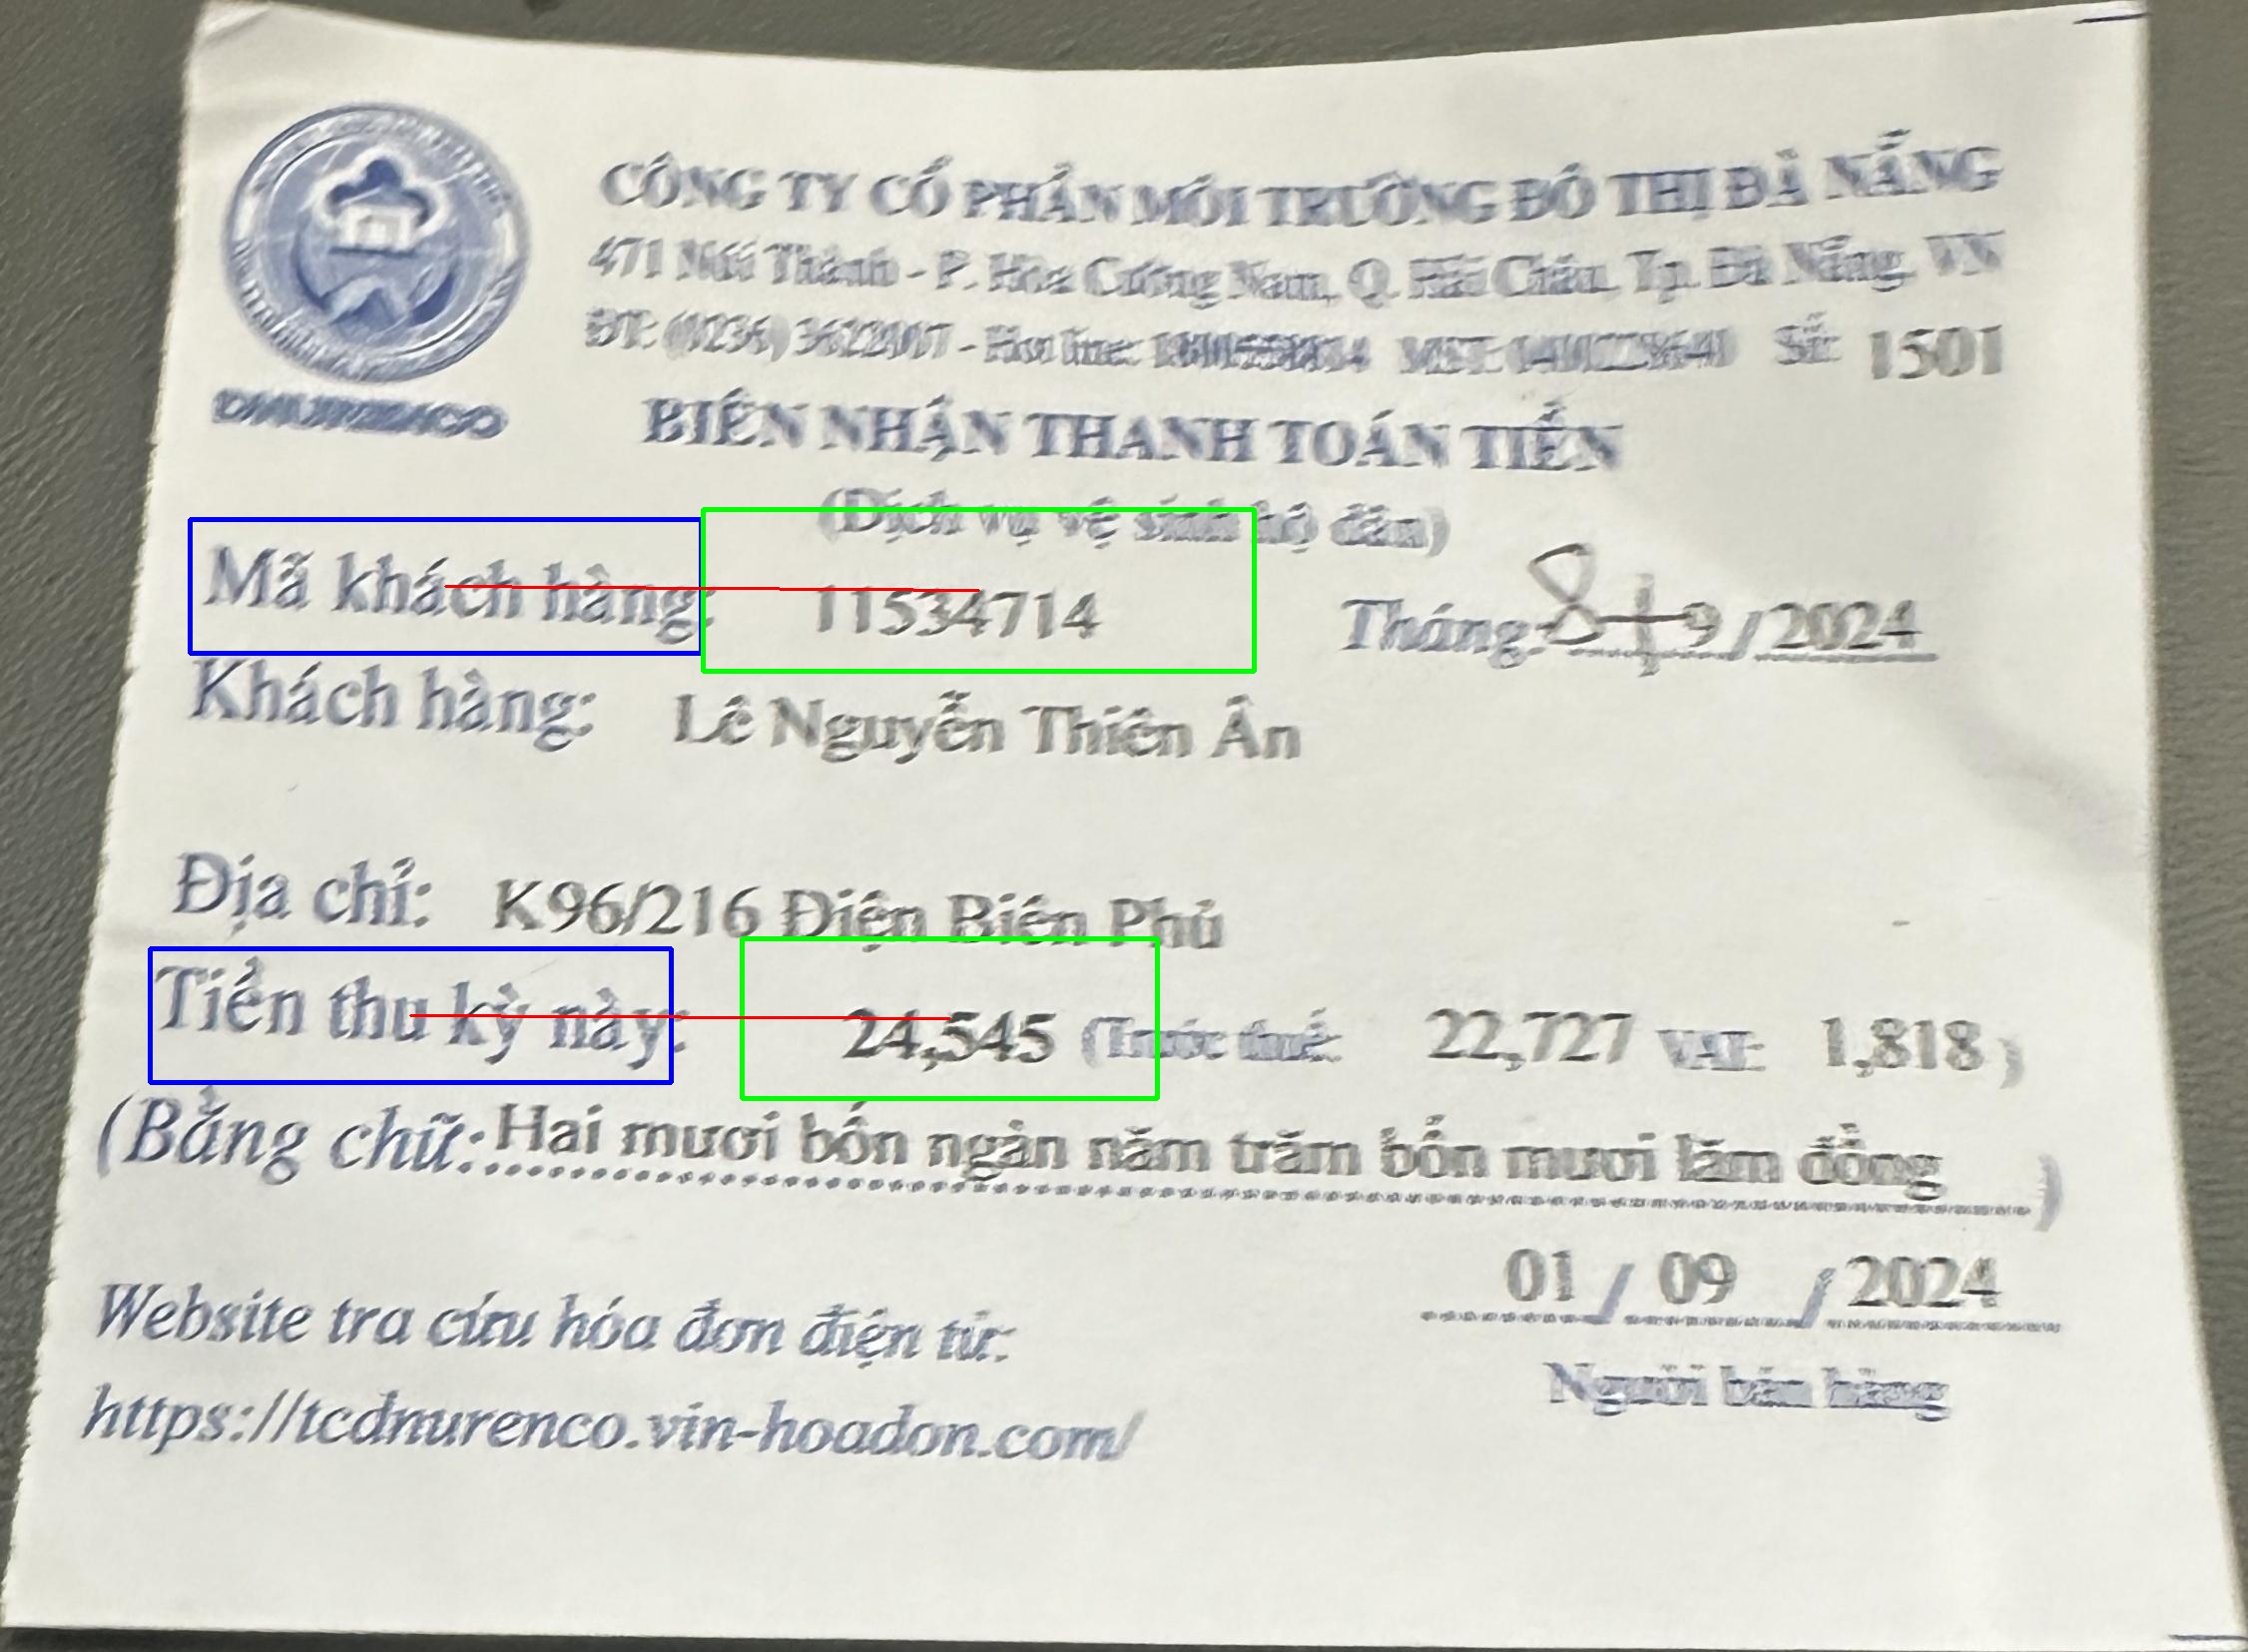 CÔNG TY CỔ PHẦN MÔI TRƯỜNG ĐÔ THỊ ĐÀ NẴNG
471 Núi Thành - P. Hòa Cường Nam, Q. Hải Châu, Tp. Đà Nẵng, VN
ĐT: (0236) 3622007 - Hot line: MST: Số: 1501
BIÊN NHẬN THANH TOÁN TIỀN
(Dịch vụ vệ sinh hộ dân)
Mã khách hàng: 11534714 Tháng: 8+9/2024
Khách hàng: Lê Nguyễn Thiên Ân
Địa chỉ: K96/216 Điện Biên Phủ
Tiền thu kỳ này: 24,545 (Trước thuế: 22,727 VAT: 1,818 )
(Bằng chữ: Hai mươi bốn ngàn năm trăm bốn mươi lăm đồng )
01 / 09 / 2024
Website tra cứu hóa đơn điện tử:
Người bán hàng
https://tcdnurenco.vin-hoadon.com/